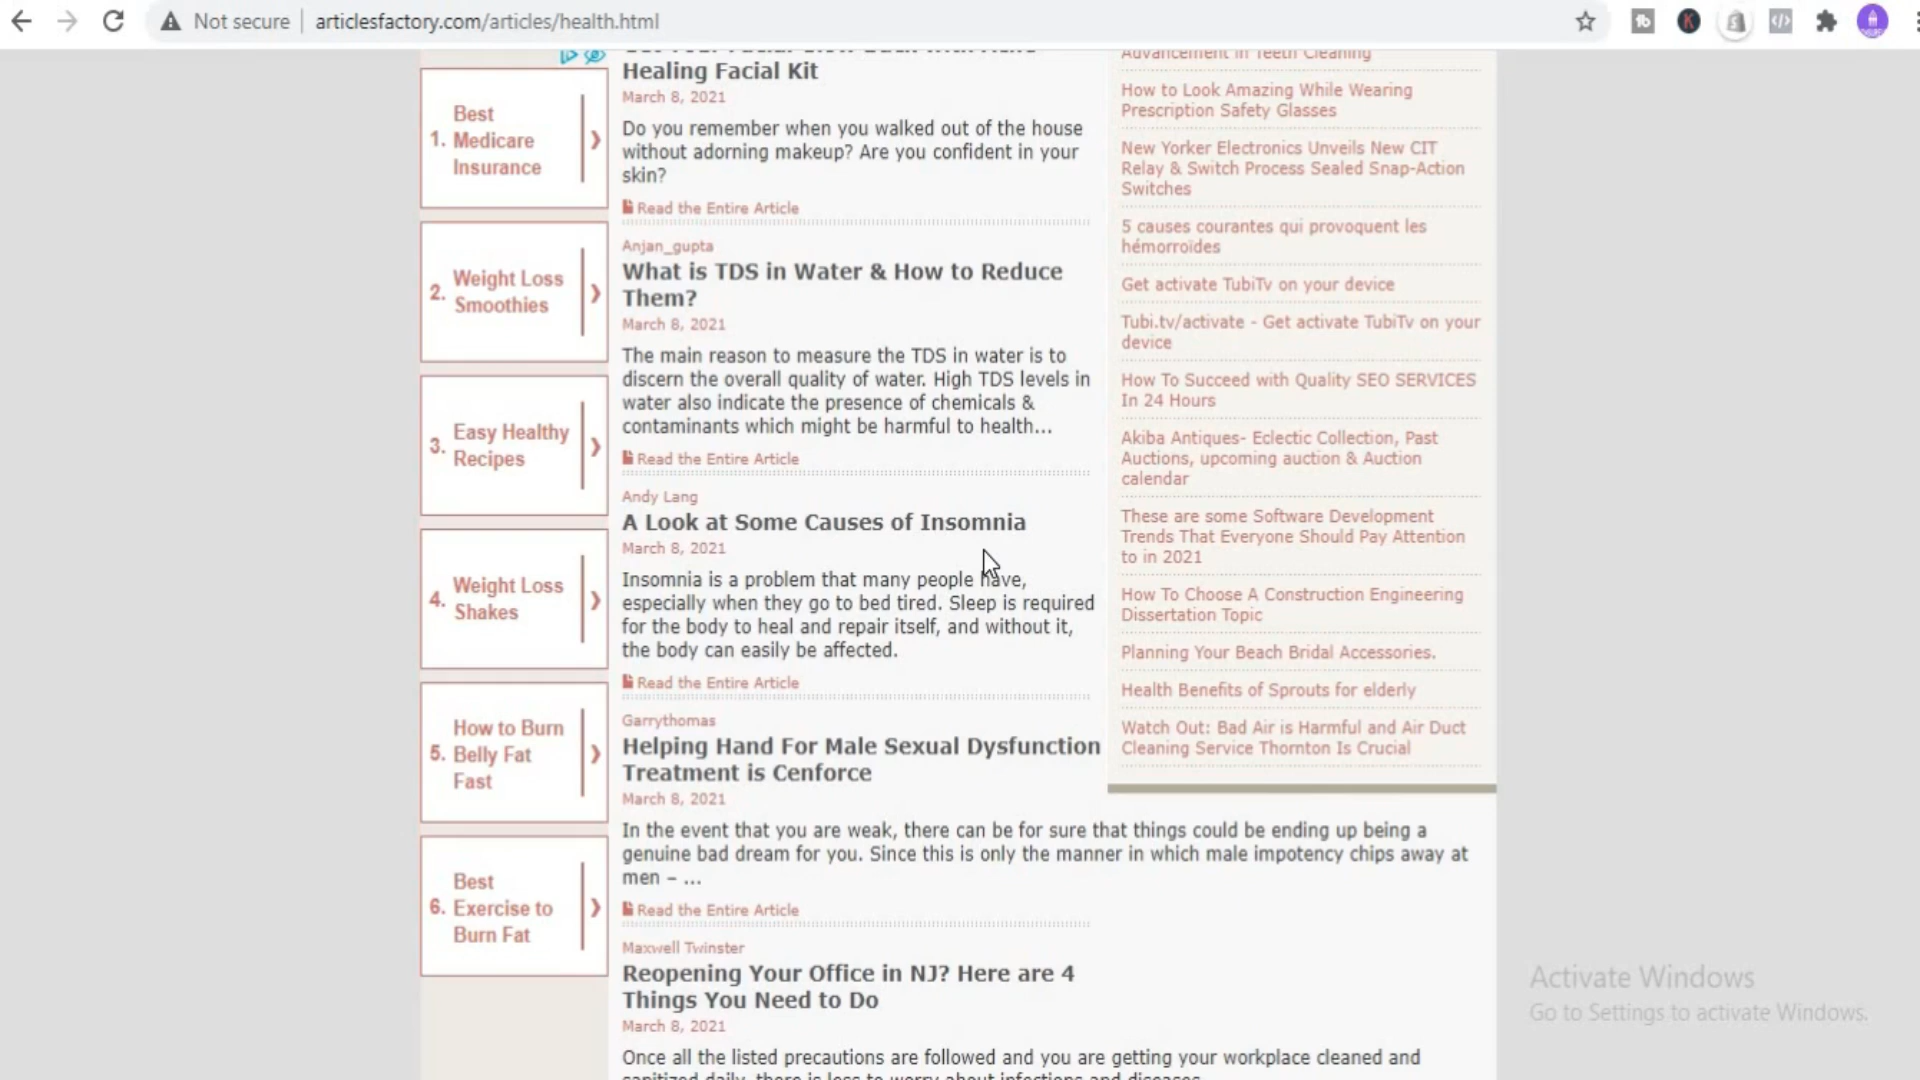 Not secure
articlesfactory.com/articles/health.html
1. Best
Medicare
Insurance
2. Weight Loss
Smoothies
3. Easy Healthy
Recipes
4. Weight Loss
Shakes
5. How to Burn
Belly Fat
Fast
6. Best
Exercise to
Burn Fat
Healing Facial Kit
March 8, 2021
Do you remember when you walked out of the house
without adorning makeup? Are you confident in your
skin?
Read the Entire Article
Anjan_gupta
What is TDS in Water & How to Reduce
Them?
March 8, 2021
The main reason to measure the TDS in water is to
discern the overall quality of water. High TDS levels in
water also indicate the presence of chemicals &
contaminants which might be harmful to health...
Read the Entire Article
Andy Lang
A Look at Some Causes of Insomnia
March 8, 2021
Insomnia is a problem that many people have,
especially when they go to bed tired. Sleep is required
for the body to heal and repair itself, and without it,
the body can easily be affected.
Read the Entire Article
Garrythomas
Helping Hand For Male Sexual Dysfunction
Treatment is Cenforce
March 8, 2021
In the event that you are weak, there can be for sure that things could be ending up being a
genuine bad dream for you. Since this is only the manner in which male impotency chips away at
men – ...
Read the Entire Article
Maxwell Twinster
Reopening Your Office in NJ? Here are 4
Things You Need to Do
March 8, 2021
Once all the listed precautions are followed and you are getting your workplace cleaned and
sanitized daily, there is less to worry about infections and diseases
Advancement in Teeth Cleaning
How to Look Amazing While Wearing
Prescription Safety Glasses
New Yorker Electronics Unveils New CIT
Relay & Switch Process Sealed Snap-Action
Switches
5 causes courantes qui provoquent les
hémorroïdes
Get activate TubiTv on your device
Tubi.tv/activate - Get activate TubiTv on your
device
How To Succeed with Quality SEO SERVICES
In 24 Hours
Akiba Antiques- Eclectic Collection, Past
Auctions, upcoming auction & Auction
calendar
These are some Software Development
Trends That Everyone Should Pay Attention
to in 2021
How To Choose A Construction Engineering
Dissertation Topic
Planning Your Beach Bridal Accessories.
Health Benefits of Sprouts for elderly
Watch Out: Bad Air is Harmful and Air Duct
Cleaning Service Thornton Is Crucial
Activate Windows
Go to Settings to activate Windows.